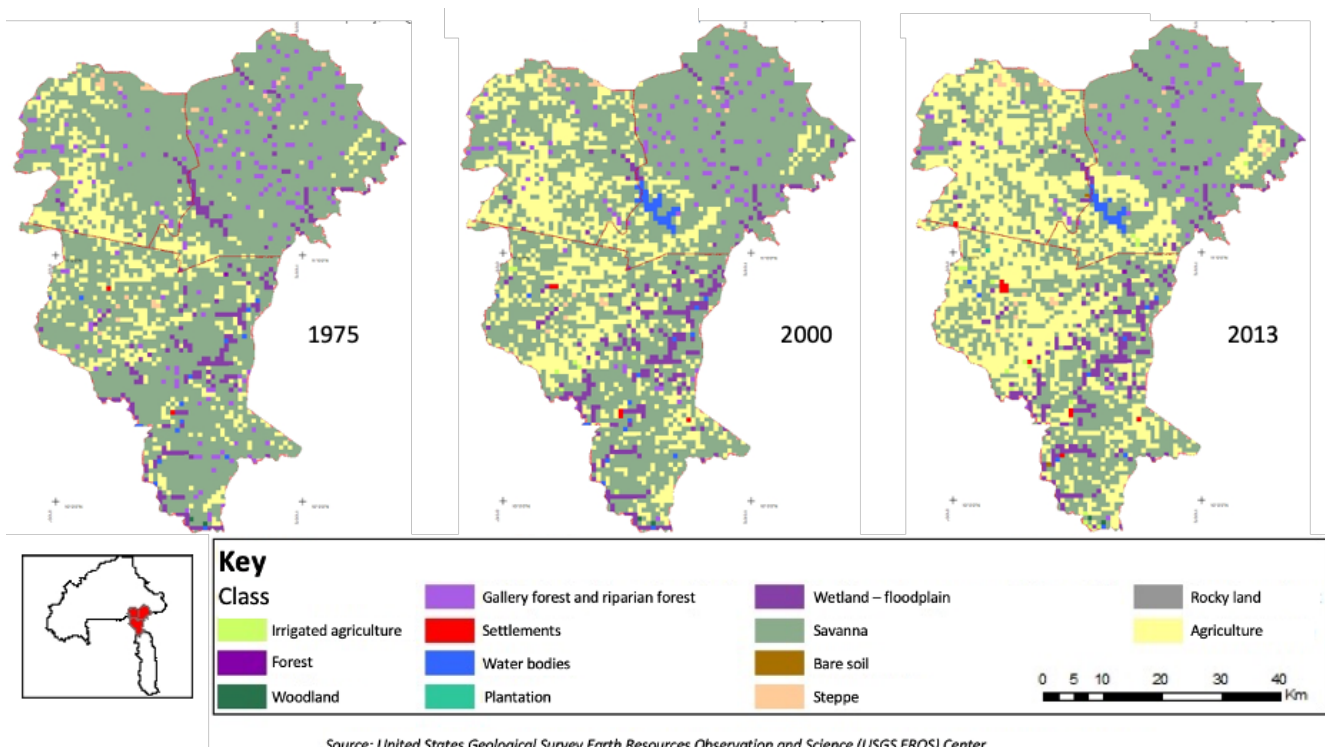 1975
2000
2013
Key
Class
Irrigated agriculture
Forest
Woodland
Gallery forest and riparian forest
Settlements
Water bodies
Plantation
Wetland – floodplain
Savanna
Bare soil
Steppe
Rocky land
Agriculture
0 5 10 20 30 40
Km
Source: United States Geological Survey Earth Resources Observation and Science (USGS EROS) Center